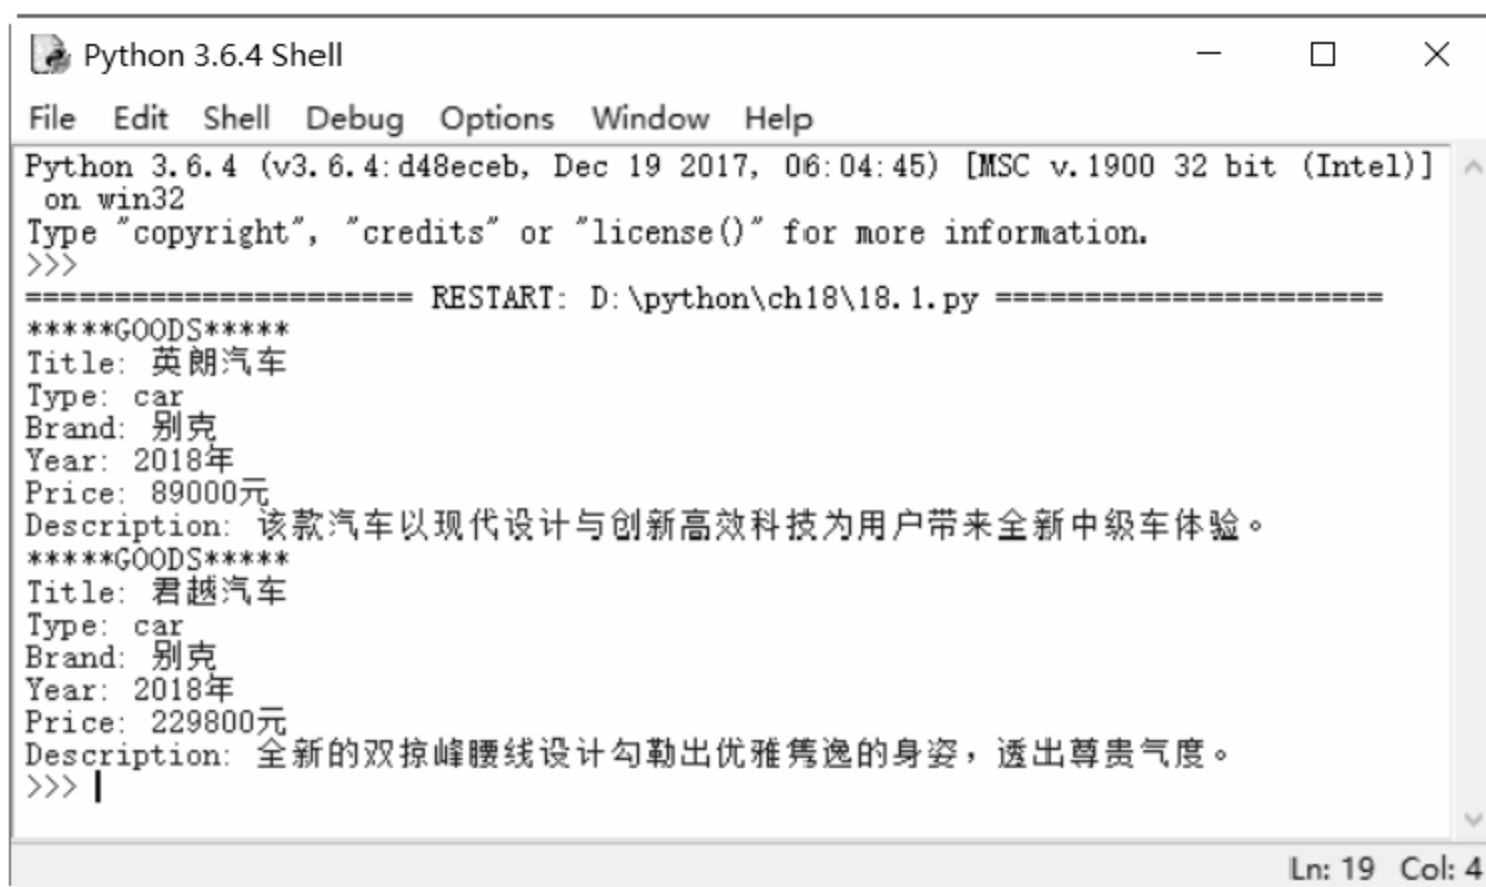 Python 3.6.4 Shell
File Edit Shell Debug Options Window Help
Python 3.6.4 (v3.6.4:d48eceb, Dec 19 2017, 06:04:45) [MSC v.1900 32 bit (Intel)]
on win32
Type "copyright", "credits" or "license()" for more information.
>>>
====================== RESTART: D:\python\ch18\18.1.py ======================
*****GOODS*****
Title: 英朗汽车
Type: car
Brand: 别克
Year: 2018年
Price: 89000元
Description: 该款汽车以现代设计与创新高效科技为用户带来全新中级车体验。
*****GOODS*****
Title: 君越汽车
Type: car
Brand: 别克
Year: 2018年
Price: 229800元
Description: 全新的双掠峰腰线设计勾勒出优雅隽逸的身姿，透出尊贵气度。
>>>
Ln: 19 Col: 4